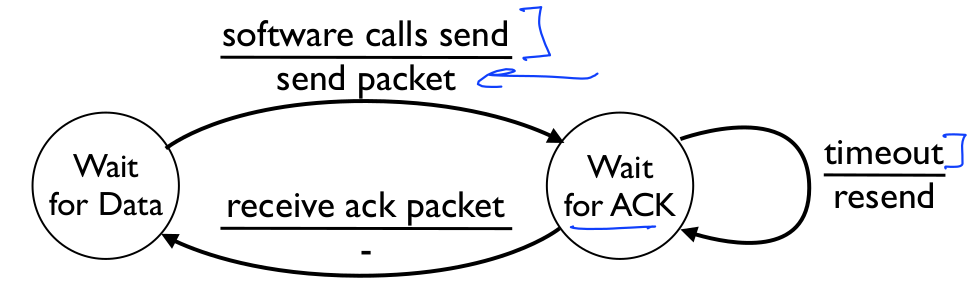 software calls send
send packet
Wait
for Data
receive ack packet
-
Wait
for ACK
timeout
resend